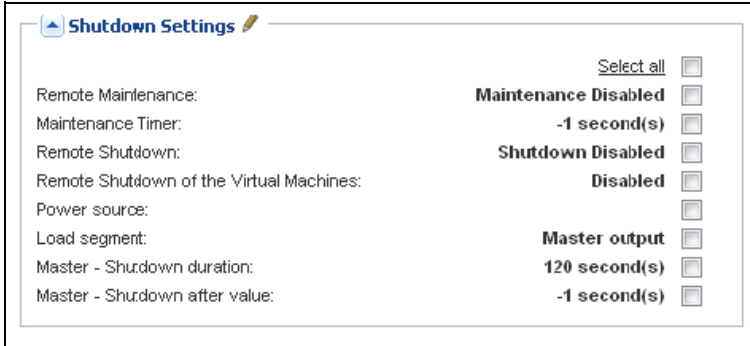 Shutdown Settings
Select all
Remote Maintenance: Maintenance Disabled
Maintenance Timer: -1 second(s)
Remote Shutdown: Shutdown Disabled
Remote Shutdown of the Virtual Machines: Disabled
Power source:
Load segment: Master output
Master - Shutdown duration: 120 second(s)
Master - Shutdown after value: -1 second(s)